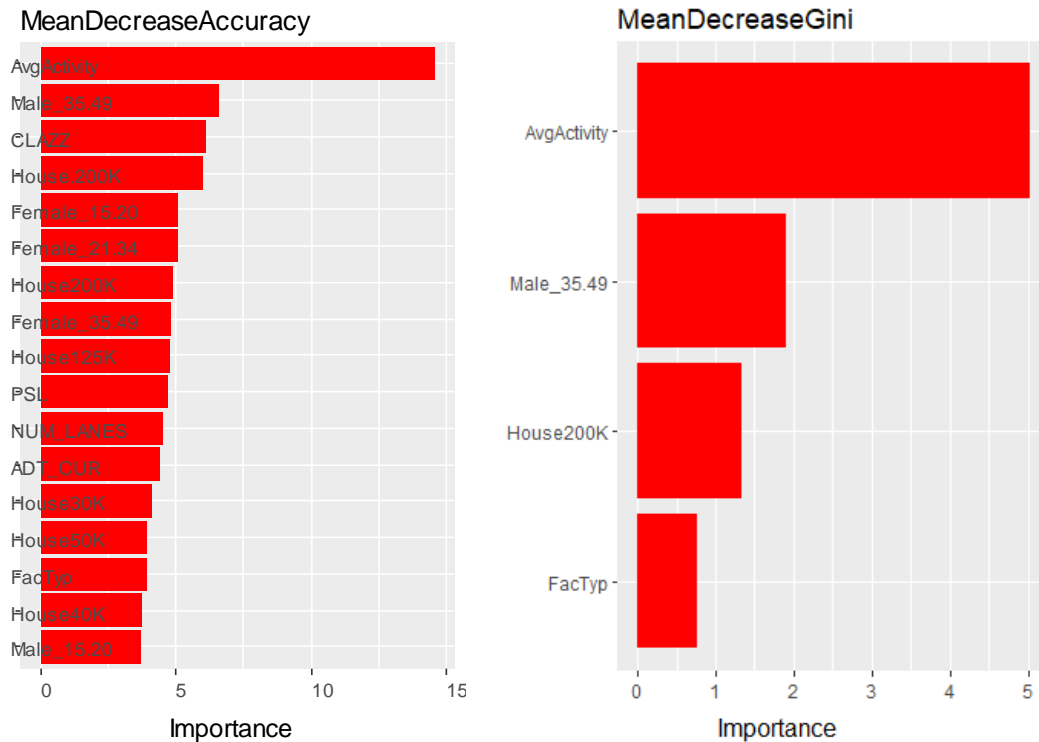 MeanDecreaseAccuracy
AvgActivity
Male_35.49
CLAZZ
House.200K
Female_15.20
Female_21.34
House200K
Female_35.49
House125K
PSL
NUM_LANES
ADT_CUR
House30K
House50K
FacTyp
House40K
Male_15.20
0 5 10 15
Importance
MeanDecreaseGini
AvgActivity
Male_35.49
House200K
FacTyp
0 1 2 3 4 5
Importance